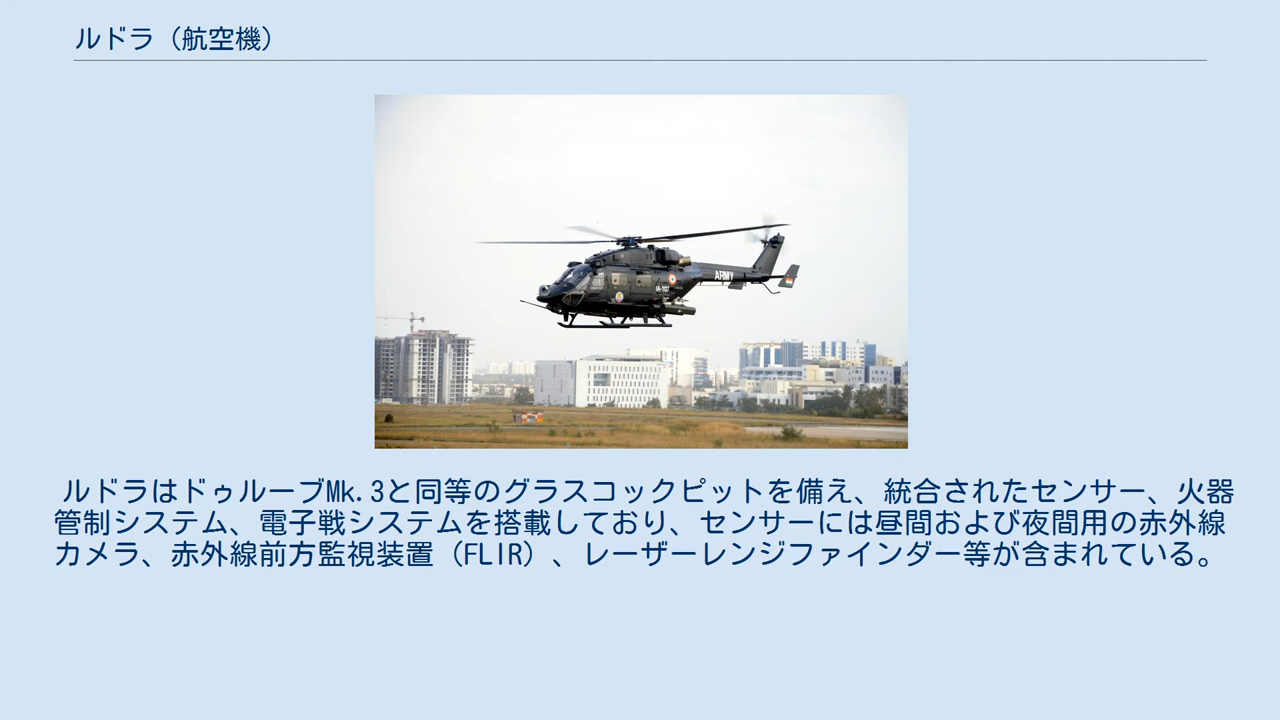 ルドラ（航空機）
ARMY
ルドラはドゥルーブMk.3と同等のグラスコックピットを備え、統合されたセンサー、火器
管制システム、電子戦システムを搭載しており、センサーには昼間および夜間用の赤外線
カメラ、赤外線前方監視装置（FLIR）、レーザーレンジファインダー等が含まれている。